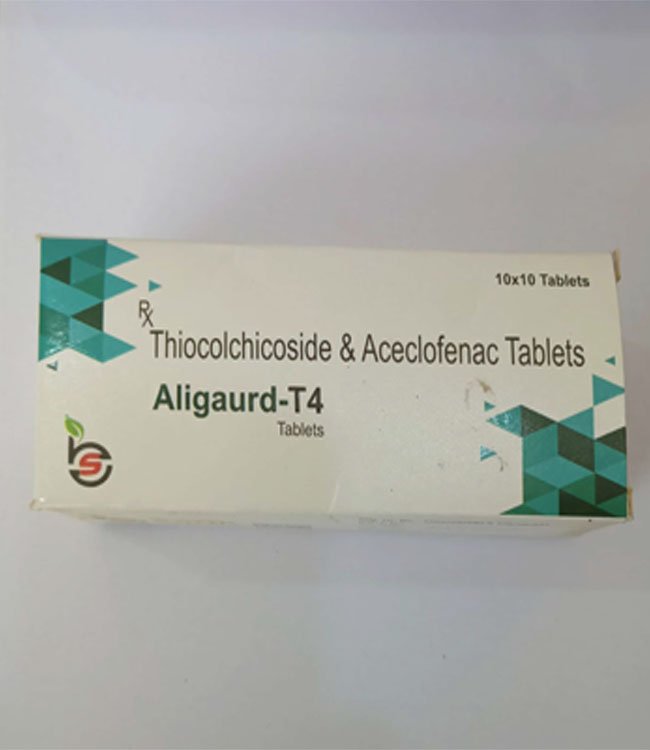 10x10 Tablets
Rx
Thiocolchicoside & Aceclofenac Tablets
Aligaurd-T4
Tablets